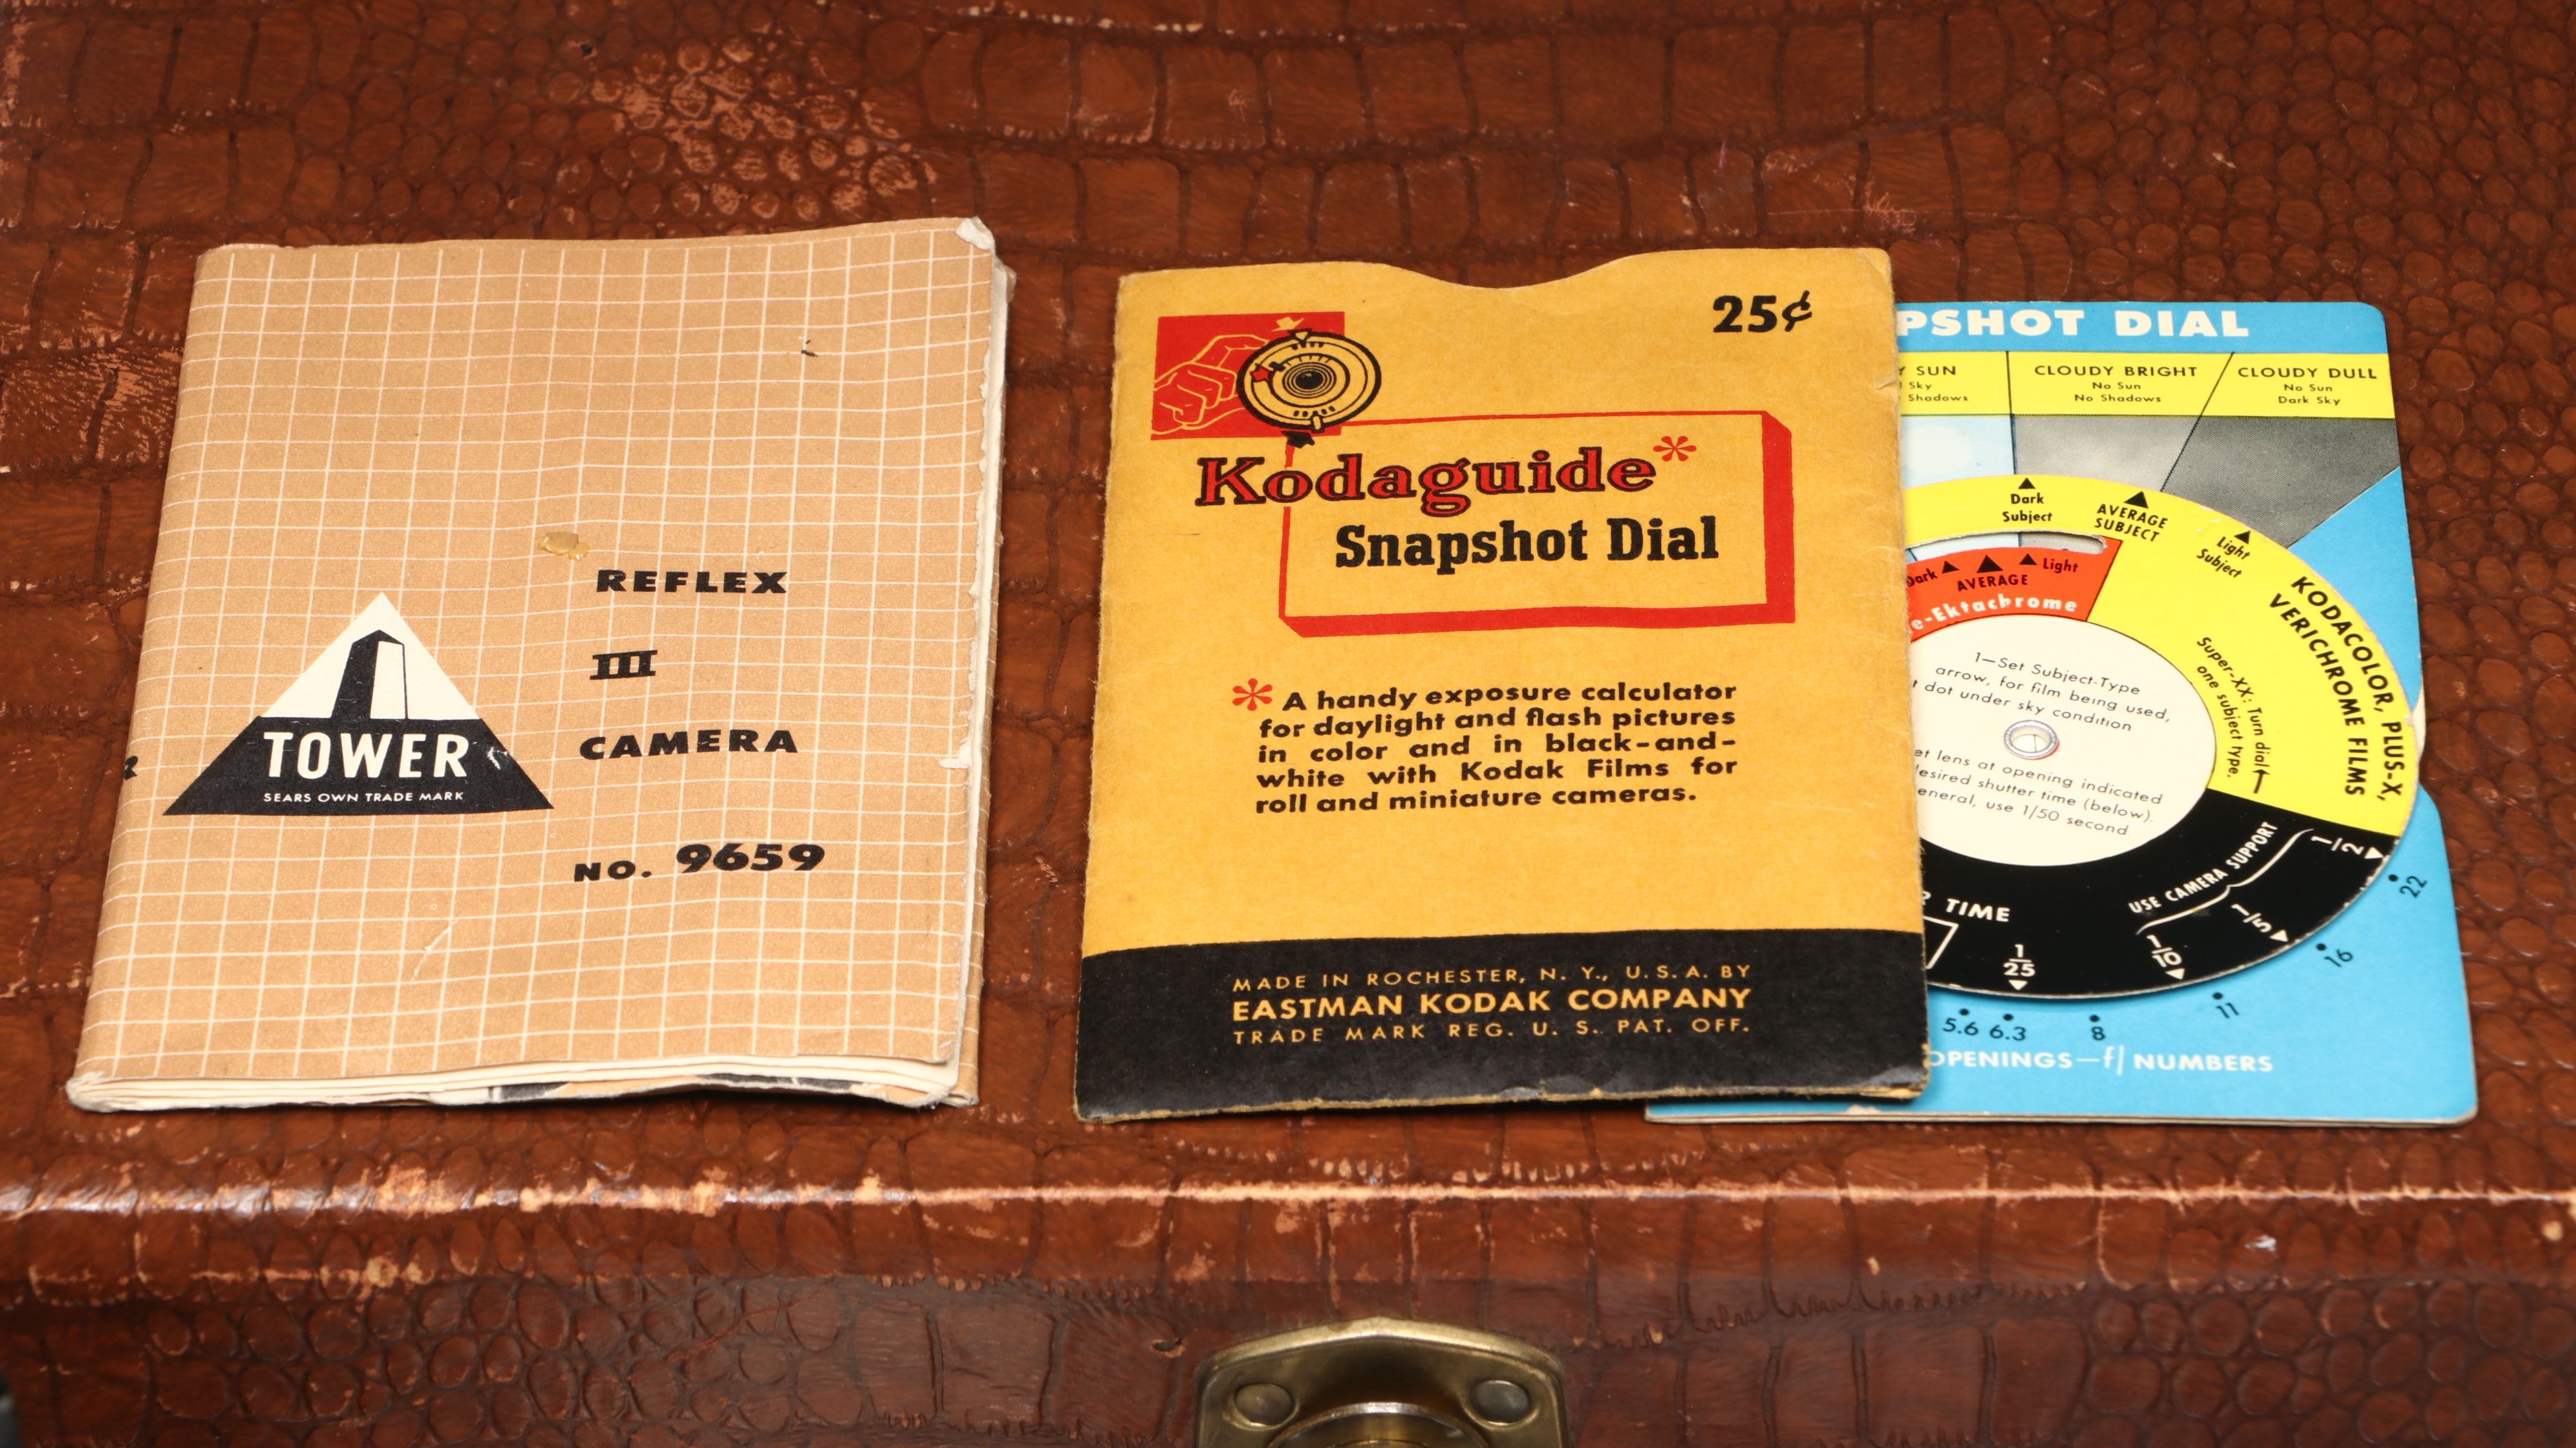 REFLEX
III
CAMERA
NO. 9659
TOWER
SEARS OWN TRADE MARK
25¢
Kodaguide*
Snapshot Dial
* A handy exposure calculator
for daylight and flash pictures
in color and in black-and-
white with Kodak Films for
roll and miniature cameras.
MADE IN ROCHESTER, N. Y., U. S. A. BY
EASTMAN KODAK COMPANY
TRADE MARK REG. U. S. PAT. OFF.
PSHOT DIAL
SUN
Sky
Shadows
CLOUDY BRIGHT
No Sun
No Shadows
CLOUDY DULL
No Sun
Dark Sky
Dark
Subject
AVERAGE
SUBJECT
Light
Subject
Dark
AVERAGE
Light
e-Ektachrome
KODACOLOR, PLUS-X,
VERICHROME FILMS
Super-XX: Turn dial
one subject type.
1—Set Subject-Type
arrow, for film being used,
dot under sky condition
et lens at opening indicated
esired shutter time (below).
eneral, use 1/50 second
TIME
USE CAMERA SUPPORT
1/25
1/10
1/5
1/2
5.6 6.3 8 11 16 22
OPENINGS—f/ NUMBERS